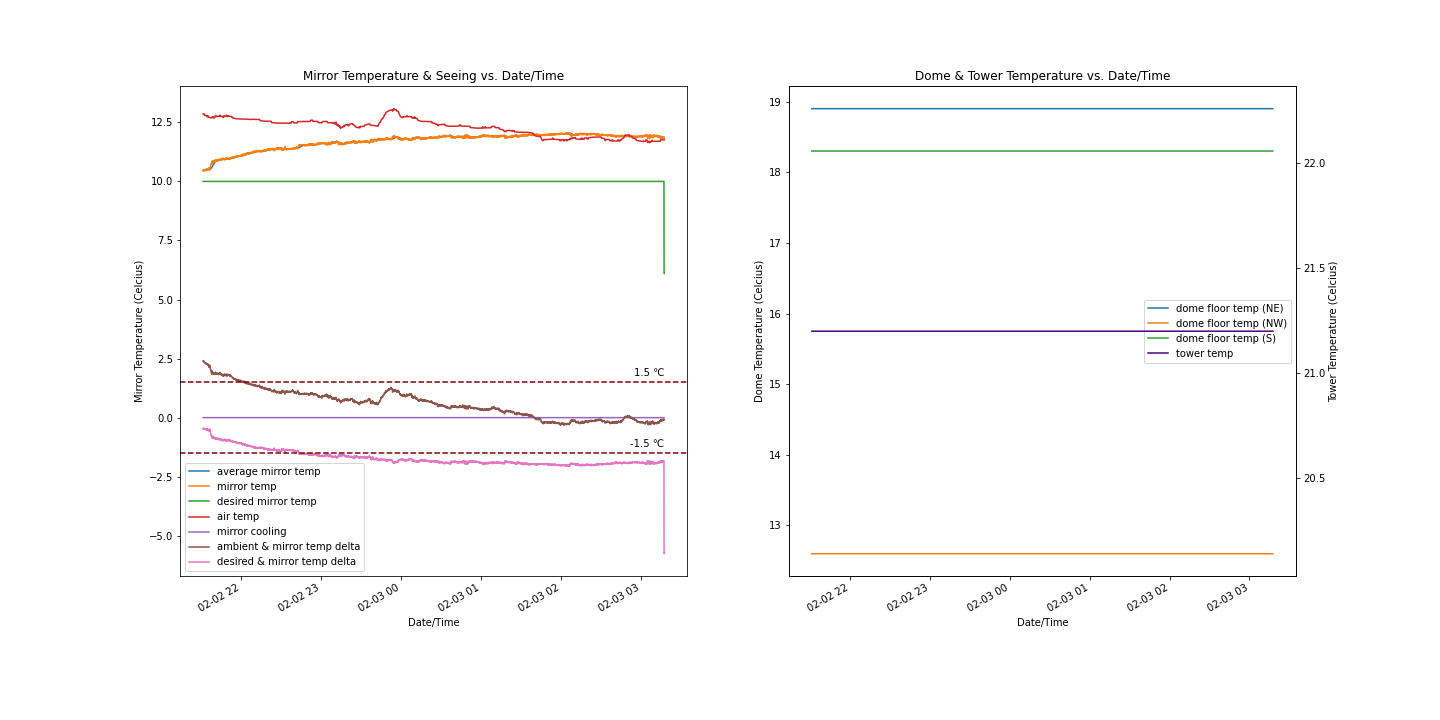 Mirror Temperature & Seeing vs. Date/Time
Mirror Temperature (Celcius)
12.5
10.0
7.5
5.0
2.5
0.0
−2.5
−5.0
1.5 °C
-1.5 °C
average mirror temp
mirror temp
desired mirror temp
air temp
mirror cooling
ambient & mirror temp delta
desired & mirror temp delta
02-02 22
02-02 23
02-03 00
02-03 01
02-03 02
02-03 03
Date/Time
Dome & Tower Temperature vs. Date/Time
Dome Temperature (Celcius)
19
18
17
16
15
14
13
dome floor temp (NE)
dome floor temp (NW)
dome floor temp (S)
tower temp
22.0
21.5
21.0
20.5
Tower Temperature (Celcius)
02-02 22
02-02 23
02-03 00
02-03 01
02-03 02
02-03 03
Date/Time